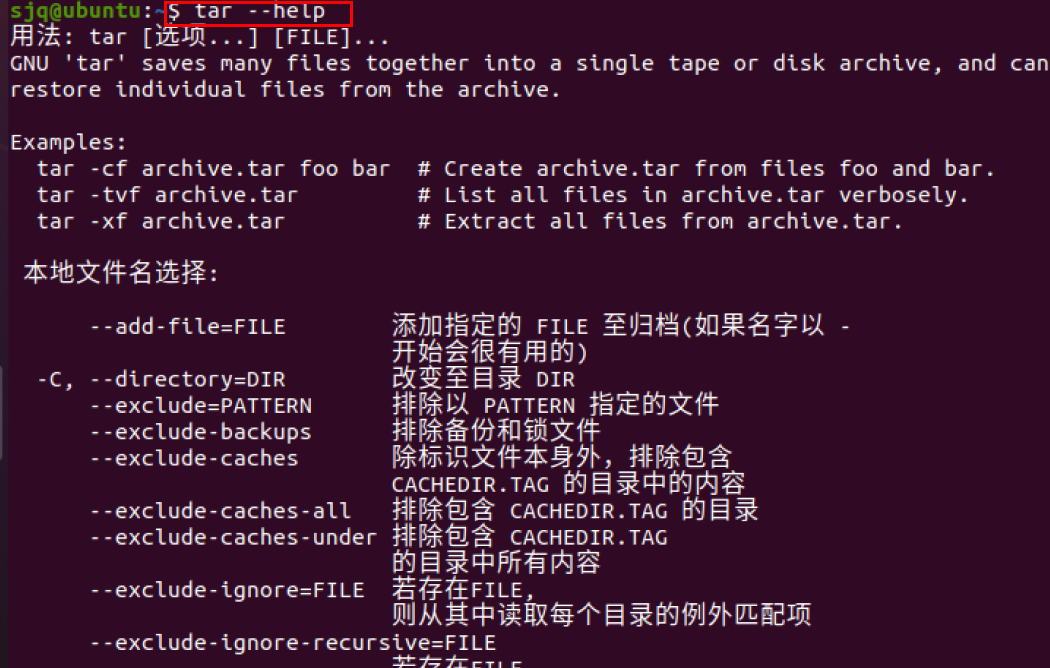 sjq@ubuntu:~$ tar --help
用法: tar [选项...] [FILE]...
GNU 'tar' saves many files together into a single tape or disk archive, and can
restore individual files from the archive.
Examples:
tar -cf archive.tar foo bar  # Create archive.tar from files foo and bar.
tar -tvf archive.tar         # List all files in archive.tar verbosely.
tar -xf archive.tar          # Extract all files from archive.tar.
本地文件名选择:
--add-file=FILE        添加指定的 FILE 至归档(如果名字以 -
开始会很有用的)
-C, --directory=DIR        改变至目录 DIR
--exclude=PATTERN      排除以 PATTERN 指定的文件
--exclude-backups      排除备份和锁文件
--exclude-caches       除标识文件本身外，排除包含
CACHEDIR.TAG 的目录中的内容
--exclude-caches-all   排除包含 CACHEDIR.TAG 的目录
--exclude-caches-under 排除包含 CACHEDIR.TAG
的目录中所有内容
--exclude-ignore=FILE  若存在FILE，
则从其中读取每个目录的例外匹配项
--exclude-ignore-recursive=FILE
若存在FILE